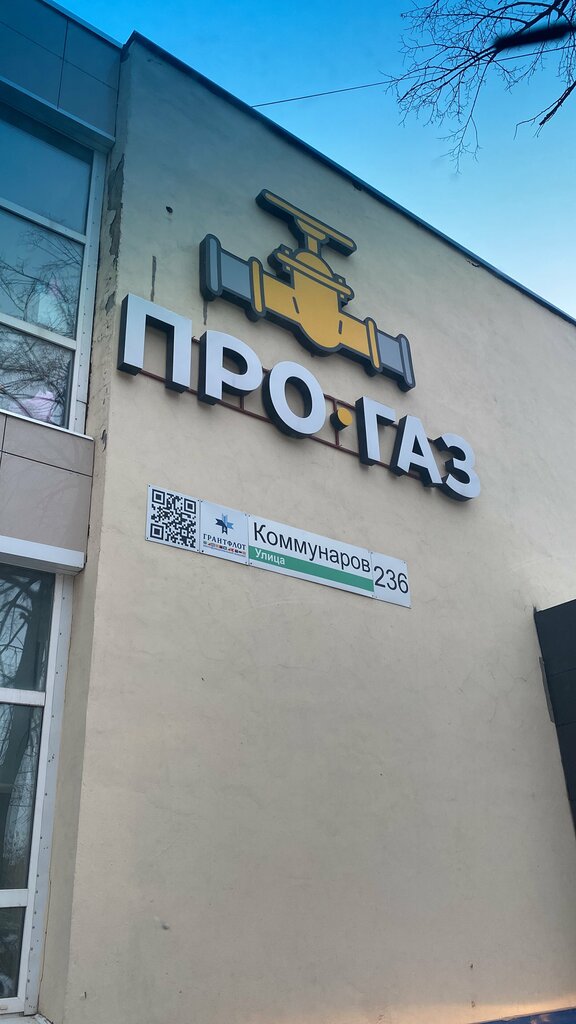 ПРО·ГАЗ
ГРАНТФЛОТ
Коммунаров
Улица
236